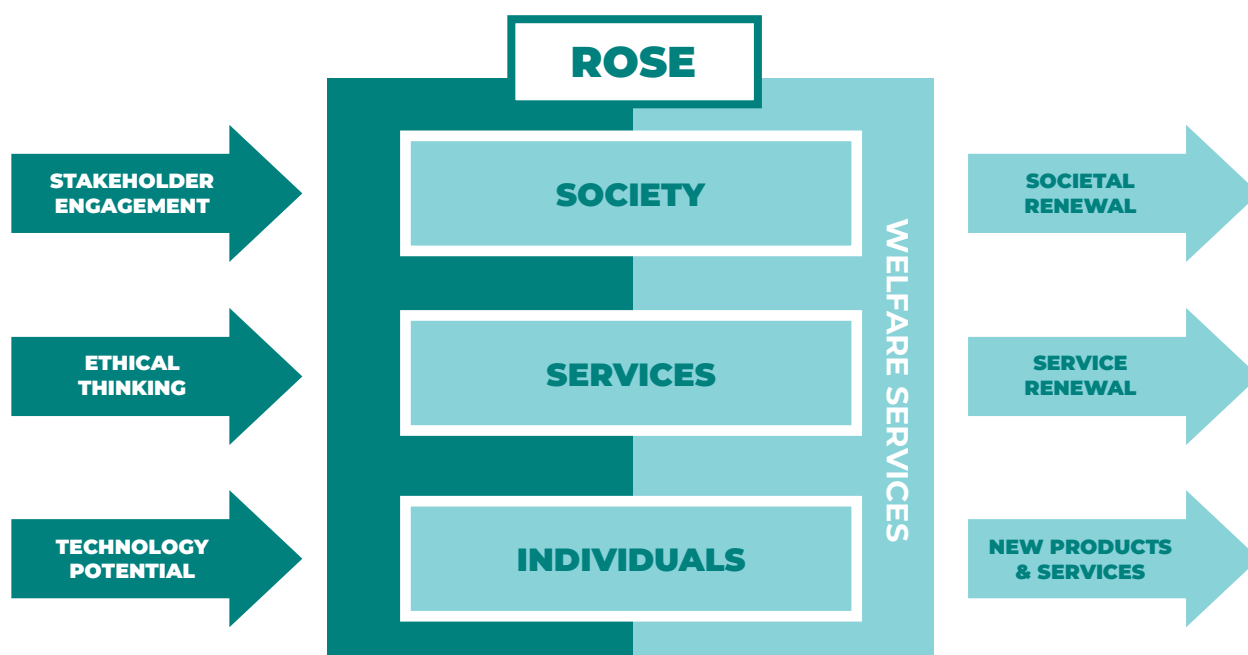 ROSE
STAKEHOLDER
ENGAGEMENT
SOCIETY
SOCIETAL
RENEWAL
ETHICAL
THINKING
SERVICES
SERVICE
RENEWAL
TECHNOLOGY
POTENTIAL
INDIVIDUALS
NEW PRODUCTS
& SERVICES
WELFARE SERVICES